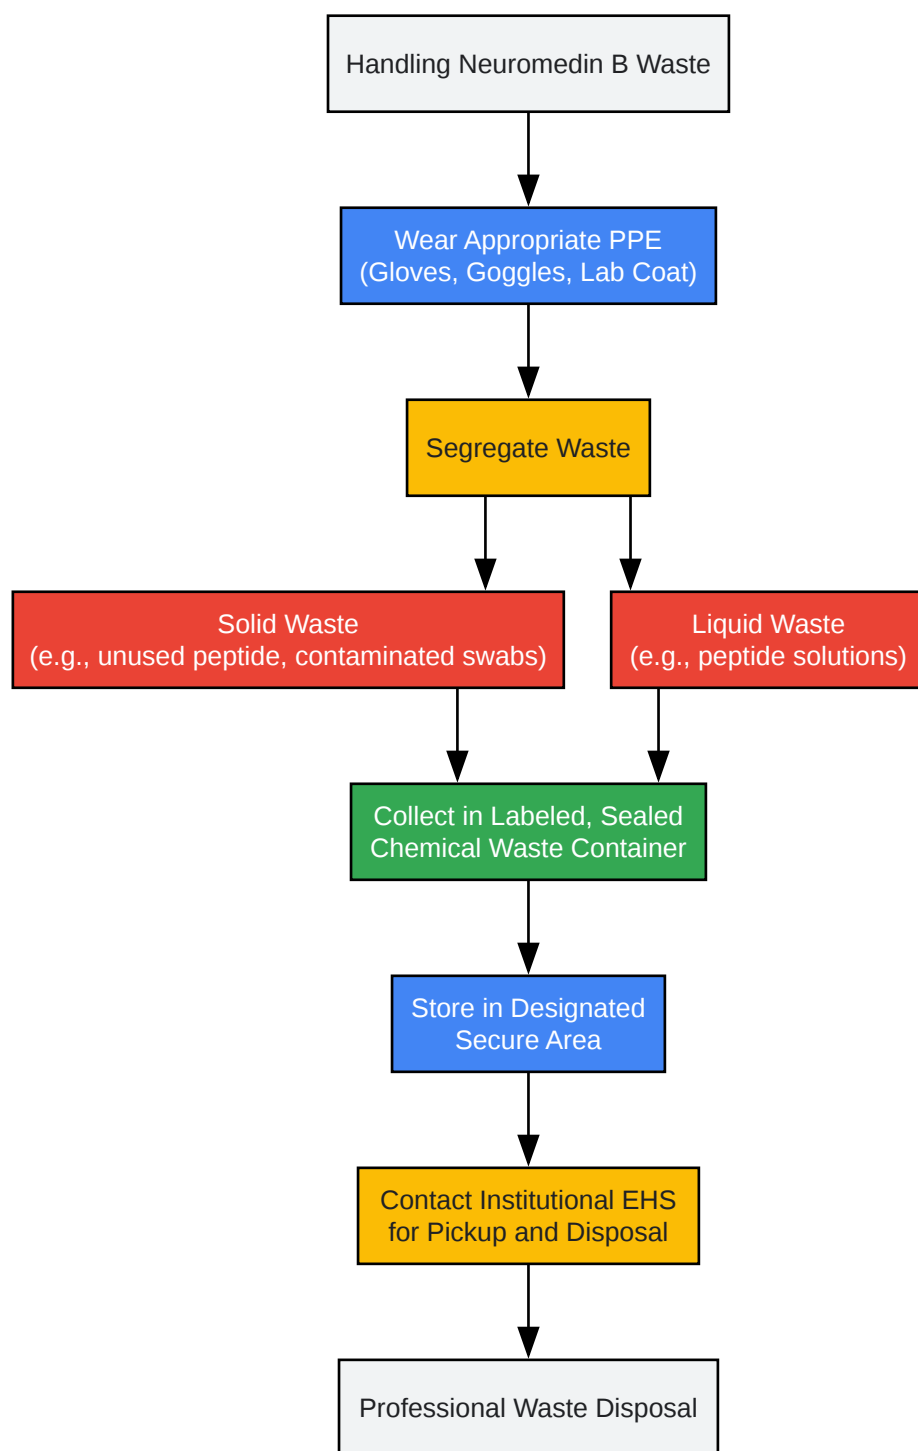 Handling Neuromedin B Waste
Wear Appropriate PPE
(Gloves, Goggles, Lab Coat)
Segregate Waste
Solid Waste
(e.g., unused peptide, contaminated swabs)
Liquid Waste
(e.g., peptide solutions)
Collect in Labeled, Sealed
Chemical Waste Container
Store in Designated
Secure Area
Contact Institutional EHS
for Pickup and Disposal
Professional Waste Disposal